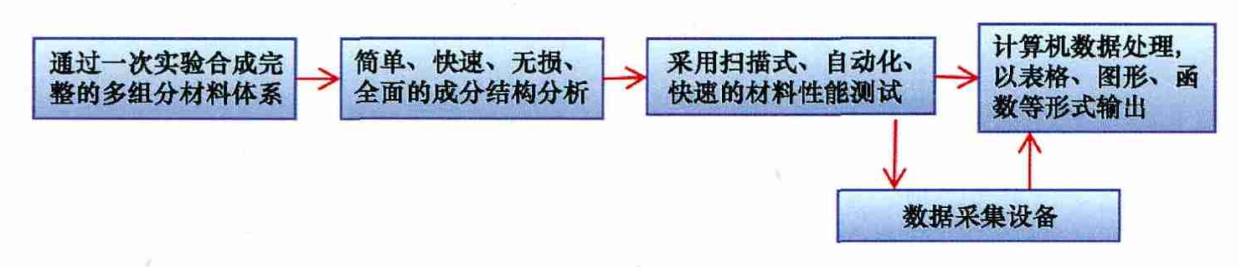 通过一次实验合成完
整的多组分材料体系
简单、快速、无损、
全面的成分结构分析
采用扫描式、自动化、
快速的材料性能测试
计算机数据处理,
以表格、图形、函
数等形式输出
数据采集设备